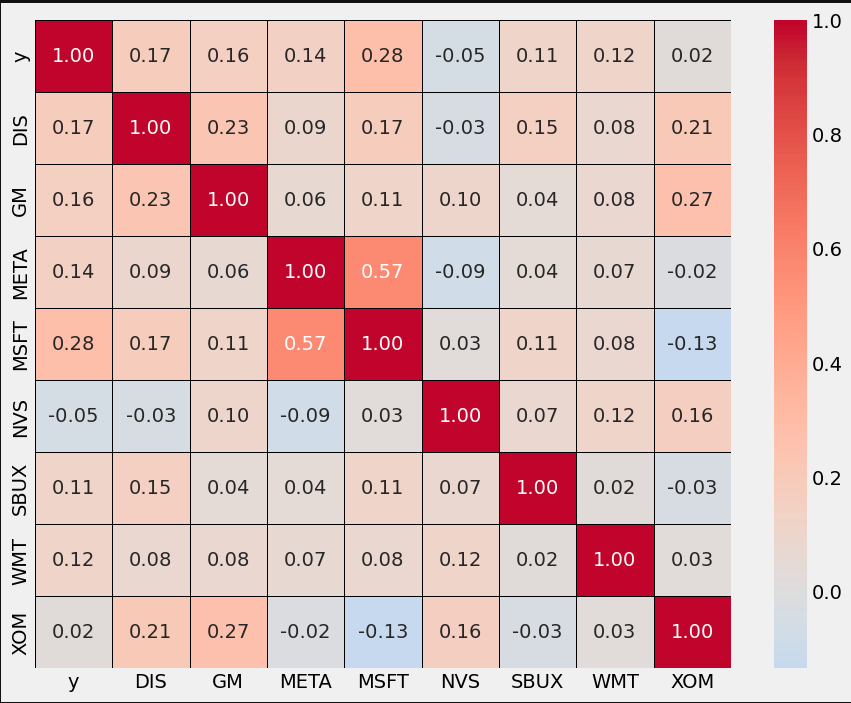 y 1.00 0.17 0.16 0.14 0.28 -0.05 0.11 0.12 0.02
DIS 0.17 1.00 0.23 0.09 0.17 -0.03 0.15 0.08 0.21
GM 0.16 0.23 1.00 0.06 0.11 0.10 0.04 0.08 0.27
META 0.14 0.09 0.06 1.00 0.57 -0.09 0.04 0.07 -0.02
MSFT 0.28 0.17 0.11 0.57 1.00 0.03 0.11 0.08 -0.13
NVS -0.05 -0.03 0.10 -0.09 0.03 1.00 0.07 0.12 0.16
SBUX 0.11 0.15 0.04 0.04 0.11 0.07 1.00 0.02 -0.03
WMT 0.12 0.08 0.08 0.07 0.08 0.12 0.02 1.00 0.03
XOM 0.02 0.21 0.27 -0.02 -0.13 0.16 -0.03 0.03 1.00
y DIS GM META MSFT NVS SBUX WMT XOM
1.0
0.8
0.6
0.4
0.2
0.0